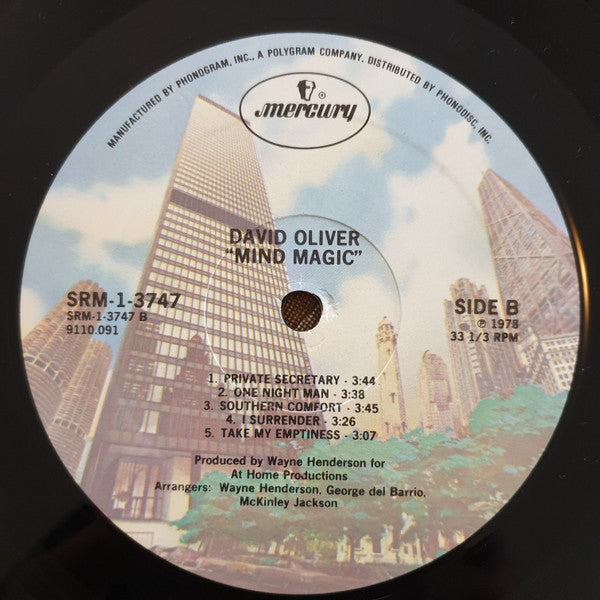 MANUFACTURED BY PHONOGRAM, INC., A POLYGRAM COMPANY. DISTRIBUTED BY PHONODISC, INC.
®
mercury
DAVID OLIVER
"MIND MAGIC"
SRM-1-3747
SRM-1-3747 B
9110.091
SIDE B
℗ 1978
33 1/3 RPM
1. PRIVATE SECRETARY - 3:44
2. ONE NIGHT MAN - 3:38
3. SOUTHERN COMFORT - 3:45
4. I SURRENDER - 3:26
5. TAKE MY EMPTINESS - 3:07
Produced by Wayne Henderson for
At Home Productions
Arrangers: Wayne Henderson, George del Barrio,
McKinley Jackson